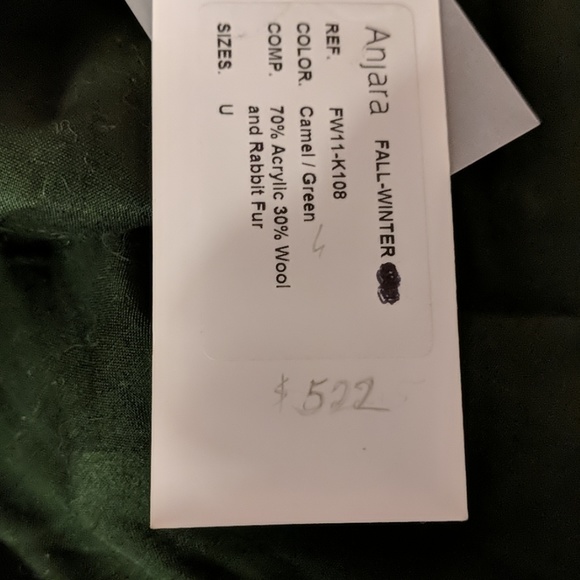 Anjara FALL-WINTER
REF. FW11-K108
COLOR. Camel / Green
COMP. 70% Acrylic 30% Wool
and Rabbit Fur
SIZES. U
$ 522